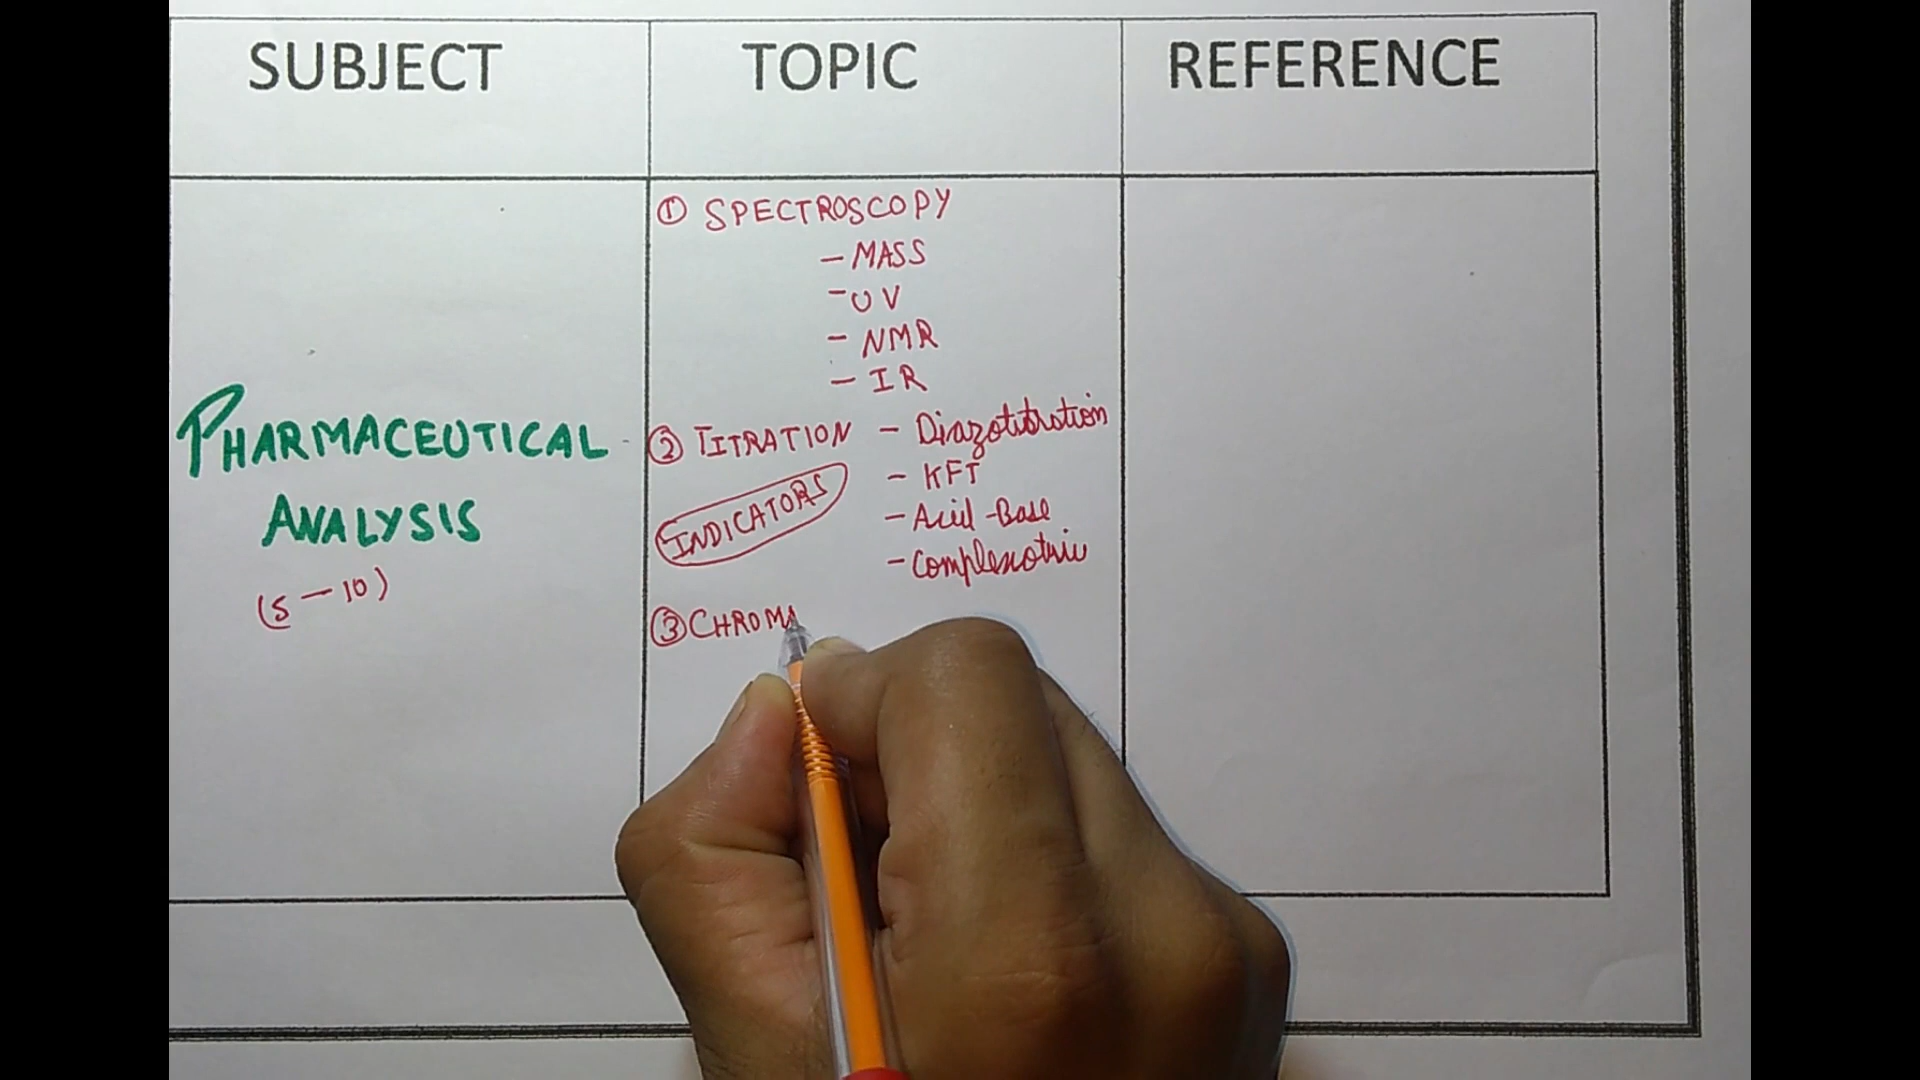 SUBJECT TOPIC REFERENCE
PHARMACEUTICAL
ANALYSIS
(5 – 10)
① SPECTROSCOPY
– MASS
– UV
– NMR
– IR
② TITRATION – Diazotitration
– KFT
INDICATORS
– Acid-Base
– Complexotric
③ CHROMA